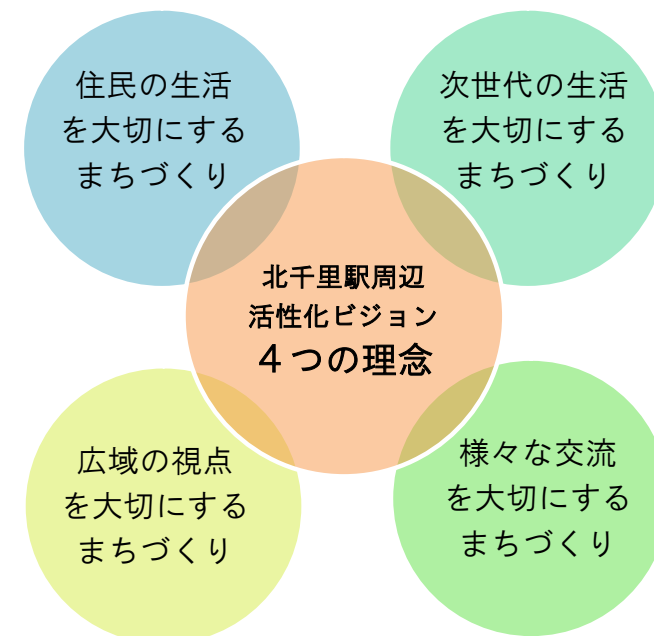 住民の生活
を大切にする
まちづくり
次世代の生活
を大切にする
まちづくり
北千里駅周辺
活性化ビジョン
４つの理念
広域の視点
を大切にする
まちづくり
様々な交流
を大切にする
まちづくり